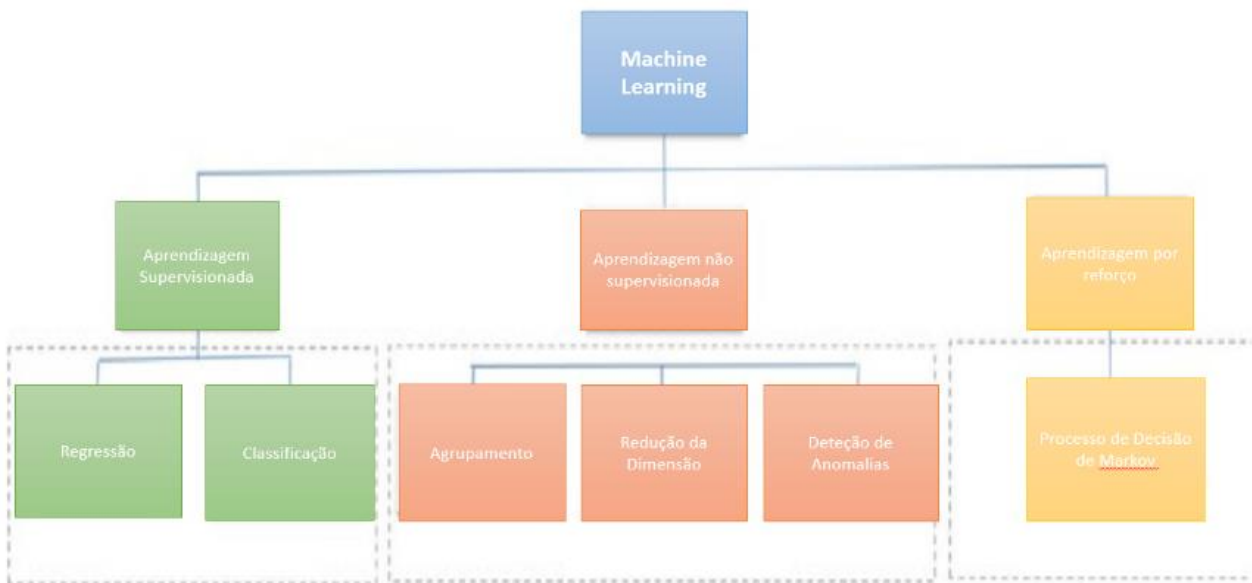 Machine
Learning
Aprendizagem
Supervisionada
Aprendizagem não
supervisionada
Aprendizagem por
reforço
Regressão
Classificação
Agrupamento
Redução da
Dimensão
Deteção de
Anomalias
Processo de Decisão
de Markov